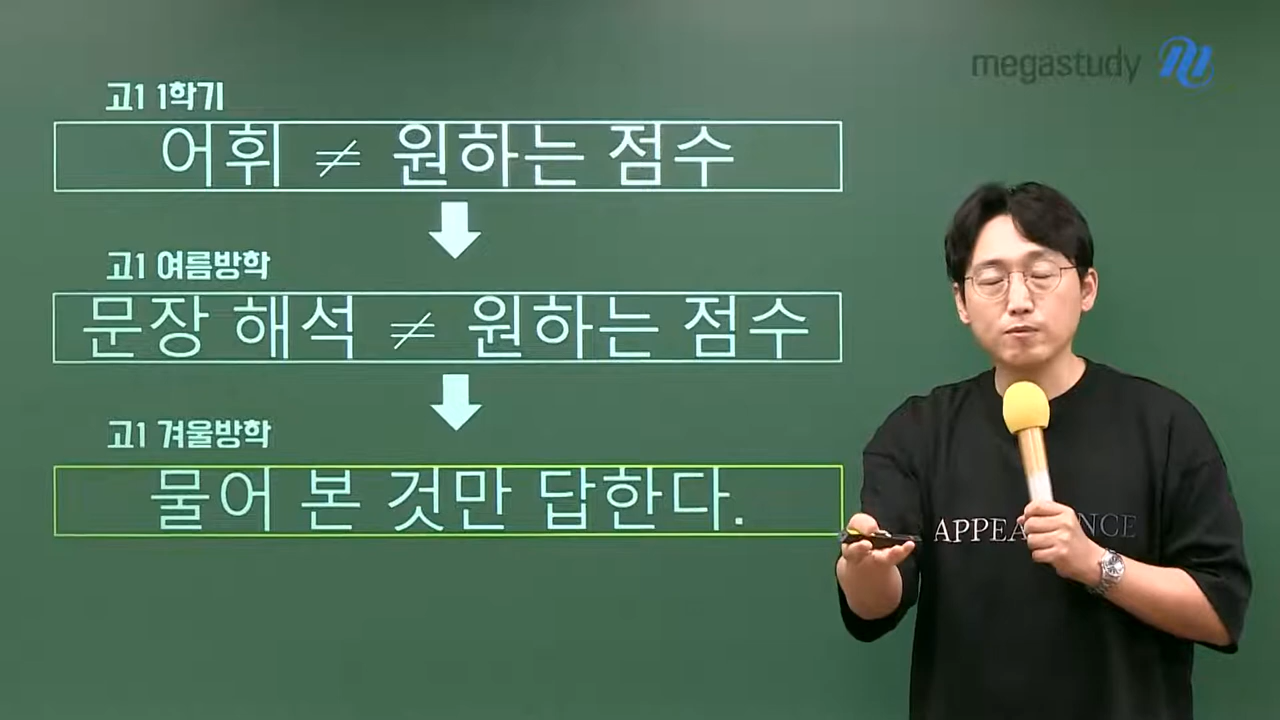 megastudy
고1 1학기
어휘 ≠ 원하는 점수
고1 여름방학
문장 해석 ≠ 원하는 점수
고1 겨울방학
물어 본 것만 답한다.